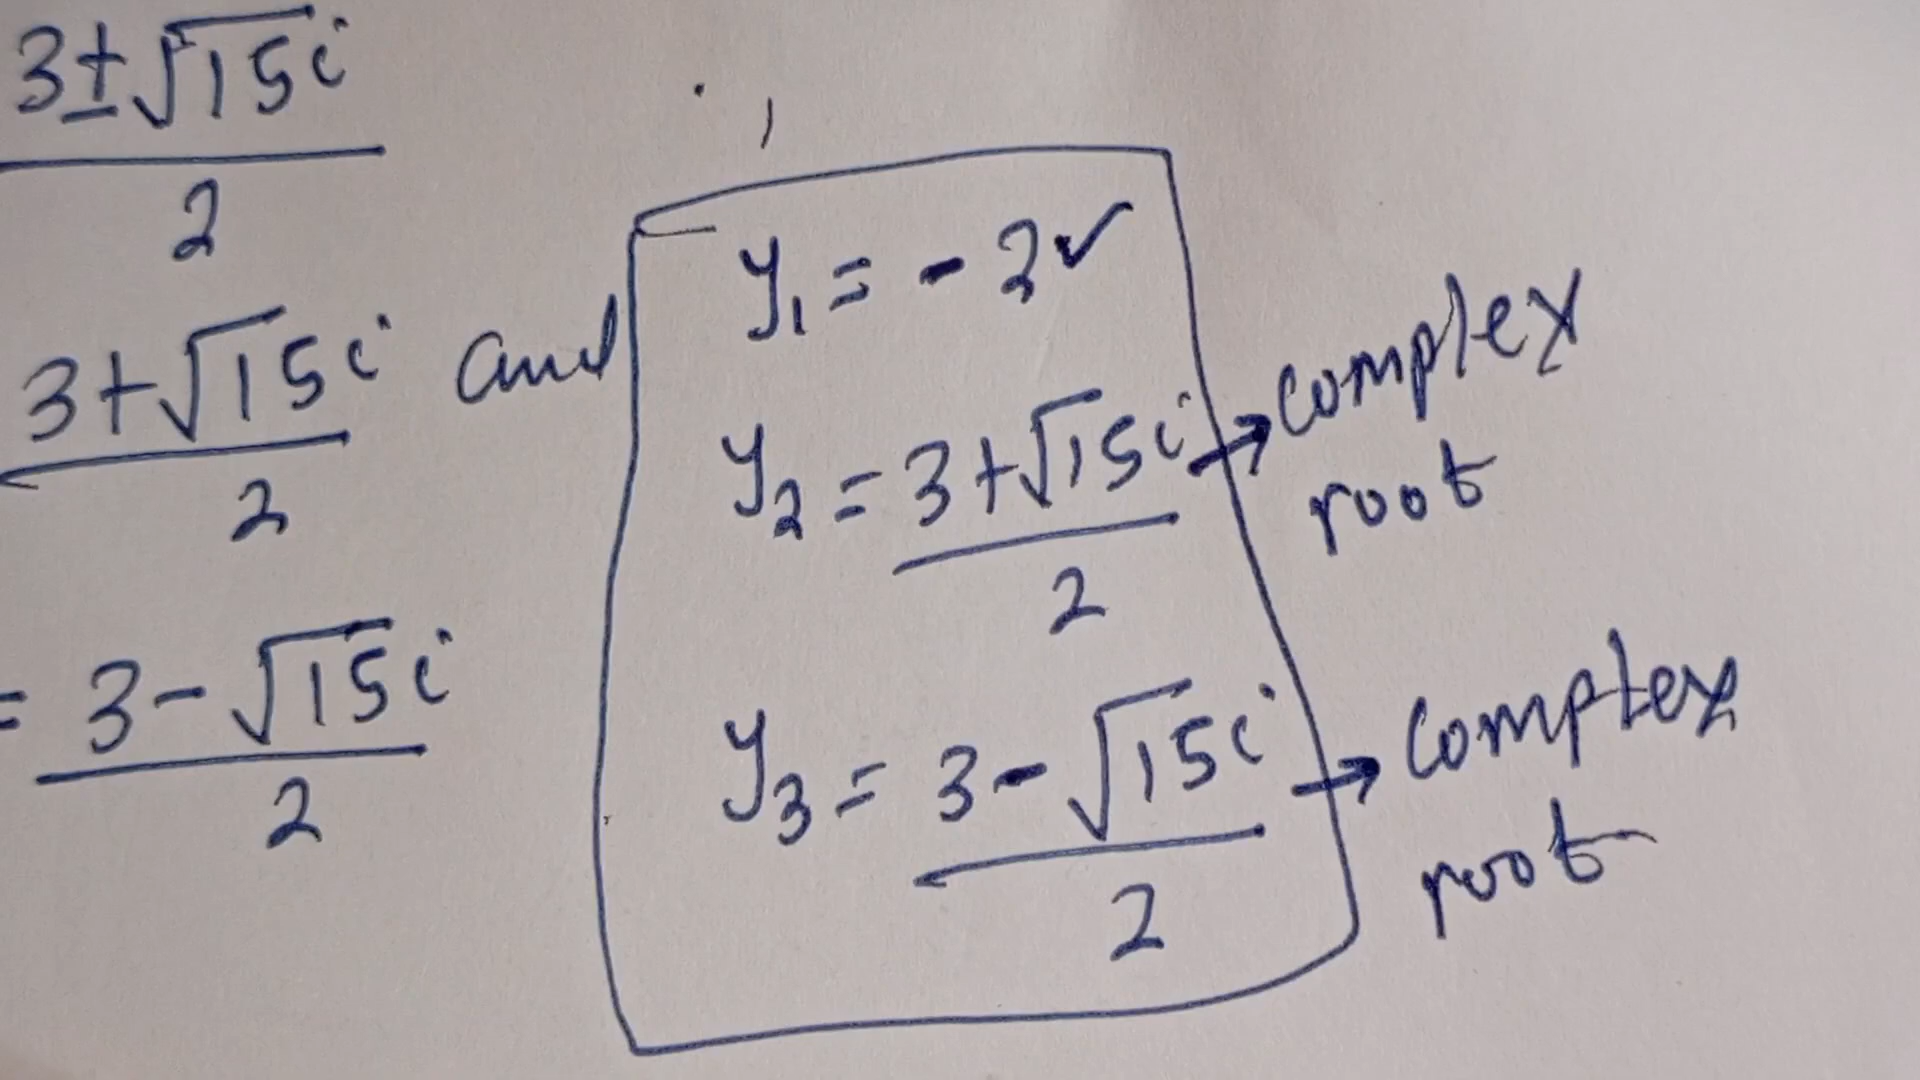 3±√15i
2
3+√15i and
2
= 3-√15i
2
y₁ = -2✓
y₂ = 3+√15i → complex
root
2
y₃ = 3-√15i → complex
root
2